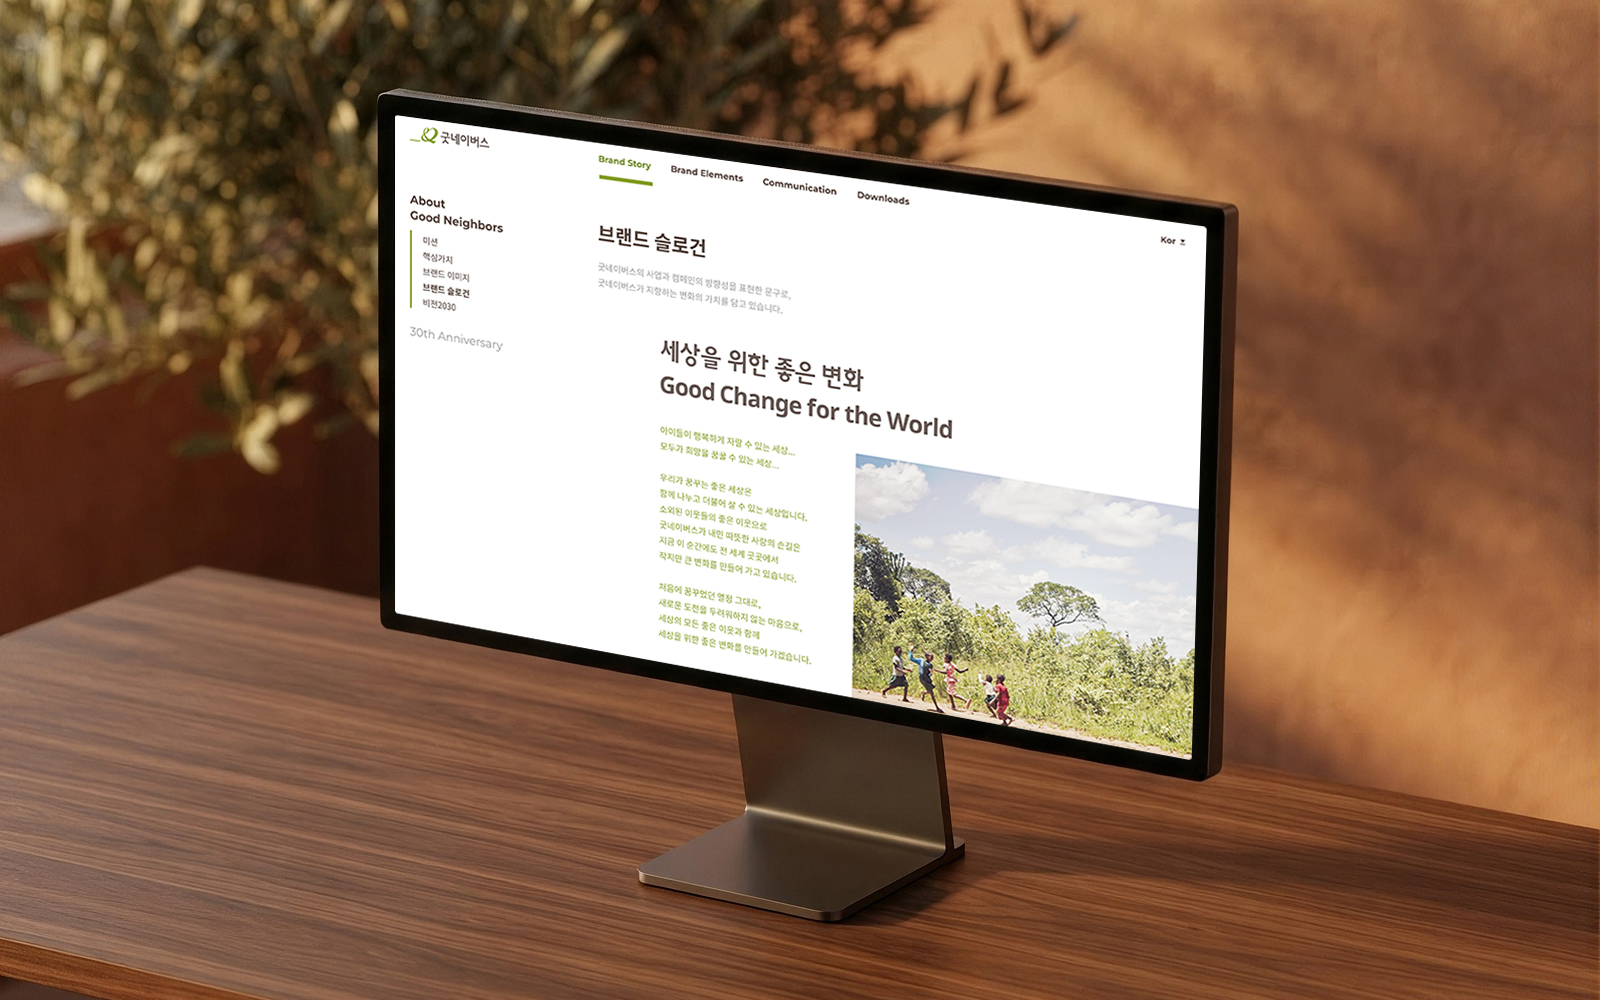 굿네이버스
Brand Story
Brand Elements
Communication
Downloads
Kor
About
Good Neighbors
미션
핵심가치
브랜드 이미지
브랜드 슬로건
비전2030
30th Anniversary
브랜드 슬로건
굿네이버스의 사업과 캠페인의 방향성을 표현한 문구로,
굿네이버스가 지향하는 변화의 가치를 담고 있습니다.
세상을 위한 좋은 변화
Good Change for the World
아이들이 행복하게 자랄 수 있는 세상...
모두가 희망을 꿈꿀 수 있는 세상...
우리가 꿈꾸는 좋은 세상은
함께 나누고 더불어 살 수 있는 세상입니다.
소외된 이웃들의 좋은 이웃으로
굿네이버스가 내민 따뜻한 사랑의 손길은
지금 이 순간에도 전 세계 곳곳에서
작지만 큰 변화를 만들어 가고 있습니다.
처음에 꿈꾸었던 열정 그대로,
새로운 도전을 두려워하지 않는 마음으로,
세상의 모든 좋은 이웃과 함께
세상을 위한 좋은 변화를 만들어 가겠습니다.